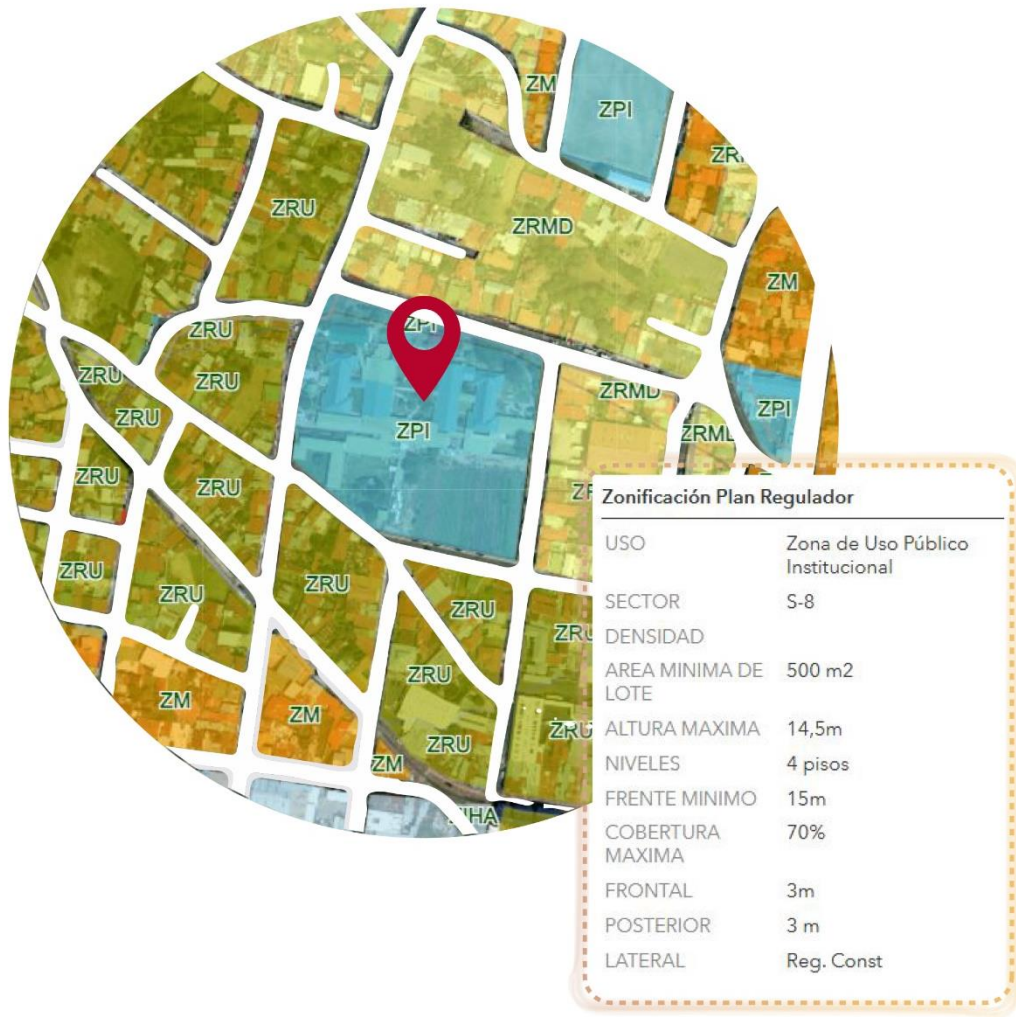 ZM
ZPI
ZRU
ZRMD
ZM
ZPI
ZRU
ZRU
ZRU
ZRU
ZRU
ZRU
ZPI
ZRMD
ZPI
ZRU
ZRU
ZRU
ZRU
ZRU
ZRU
ZM
ZM
ZRU
ZRU
ZM
Zonificación Plan Regulador
USO Zona de Uso Público
Institucional
SECTOR S-8
DENSIDAD
AREA MINIMA DE 500 m2
LOTE
ALTURA MAXIMA 14,5m
NIVELES 4 pisos
FRENTE MINIMO 15m
COBERTURA 70%
MAXIMA
FRONTAL 3m
POSTERIOR 3 m
LATERAL Reg. Const